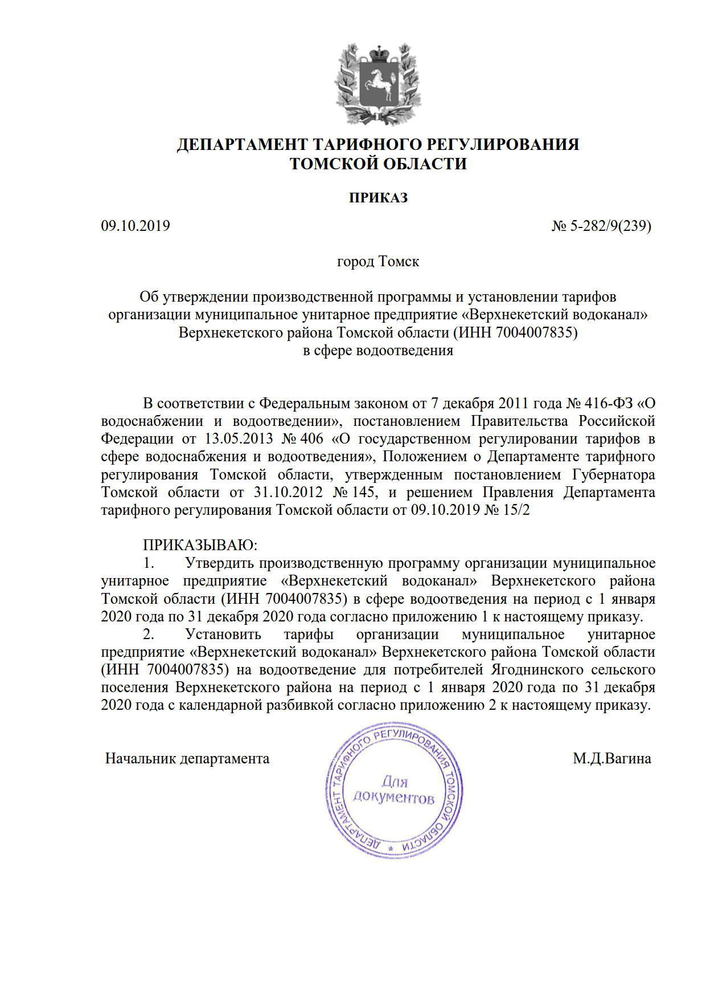 ДЕПАРТАМЕНТ ТАРИФНОГО РЕГУЛИРОВАНИЯ
ТОМСКОЙ ОБЛАСТИ
ПРИКАЗ
09.10.2019 № 5-282/9(239)
город Томск
Об утверждении производственной программы и установлении тарифов
организации муниципальное унитарное предприятие «Верхнекетский водоканал»
Верхнекетского района Томской области (ИНН 7004007835)
в сфере водоотведения
В соответствии с Федеральным законом от 7 декабря 2011 года № 416-ФЗ «О
водоснабжении и водоотведении», постановлением Правительства Российской
Федерации от 13.05.2013 № 406 «О государственном регулировании тарифов в
сфере водоснабжения и водоотведения», Положением о Департаменте тарифного
регулирования Томской области, утвержденным постановлением Губернатора
Томской области от 31.10.2012 № 145, и решением Правления Департамента
тарифного регулирования Томской области от 09.10.2019 № 15/2
ПРИКАЗЫВАЮ:
1. Утвердить производственную программу организации муниципальное
унитарное предприятие «Верхнекетский водоканал» Верхнекетского района
Томской области (ИНН 7004007835) в сфере водоотведения на период с 1 января
2020 года по 31 декабря 2020 года согласно приложению 1 к настоящему приказу.
2. Установить тарифы организации муниципальное унитарное
предприятие «Верхнекетский водоканал» Верхнекетского района Томской области
(ИНН 7004007835) на водоотведение для потребителей Ягоднинского сельского
поселения Верхнекетского района на период с 1 января 2020 года по 31 декабря
2020 года с календарной разбивкой согласно приложению 2 к настоящему приказу.
Начальник департамента М.Д.Вагина
ДЕПАРТАМЕНТ ТАРИФНОГО РЕГУЛИРОВАНИЯ ТОМСКОЙ ОБЛАСТИ *
Для
документов